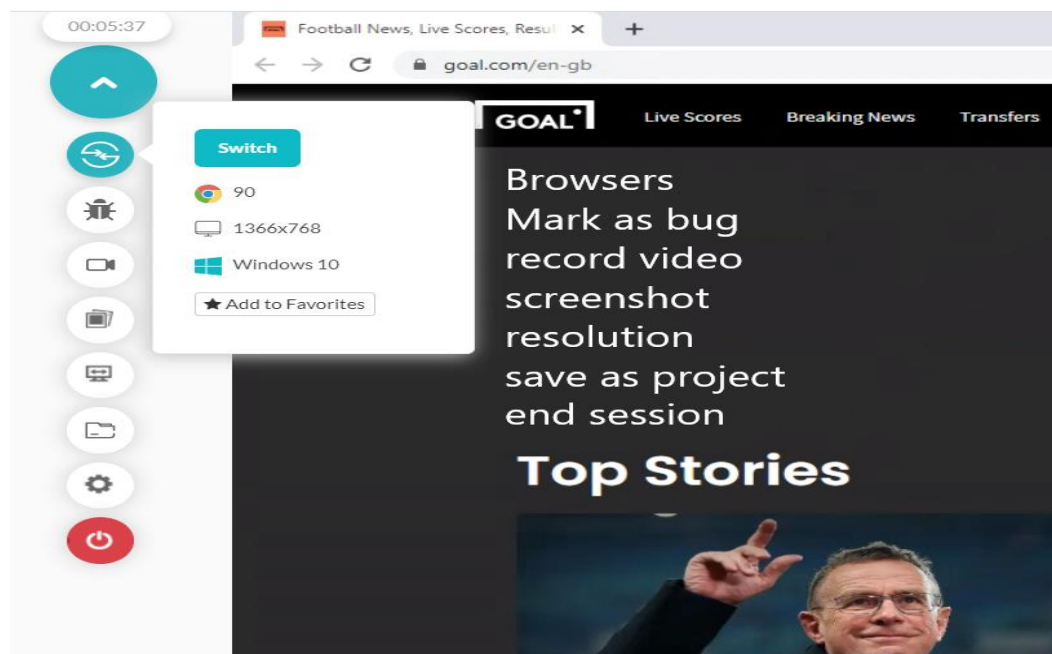 00:05:37
Football News, Live Scores, Resul
goal.com/en-gb
GOAL
Live Scores
Breaking News
Transfers
Switch
90
1366x768
Windows 10
Add to Favorites
Browsers
Mark as bug
record video
screenshot
resolution
save as project
end session
Top Stories